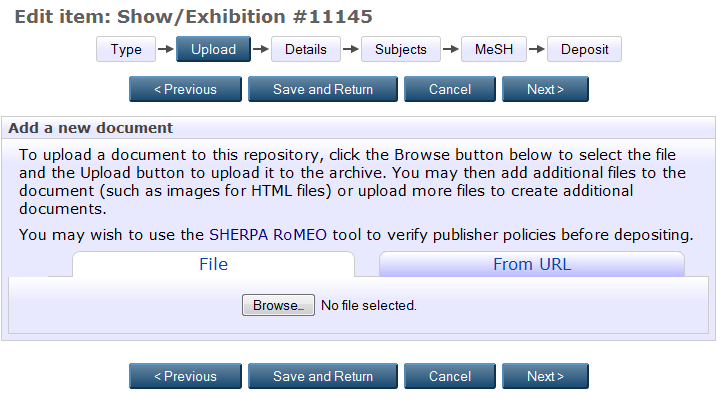 Edit item: Show/Exhibition #11145
Type Upload Details Subjects MeSH Deposit
< Previous Save and Return Cancel Next >
Add a new document
To upload a document to this repository, click the Browse button below to select the file
and the Upload button to upload it to the archive. You may then add additional files to the
document (such as images for HTML files) or upload more files to create additional
documents.
You may wish to use the SHERPA RoMEO tool to verify publisher policies before depositing.
File From URL
Browse.. No file selected.
< Previous Save and Return Cancel Next >